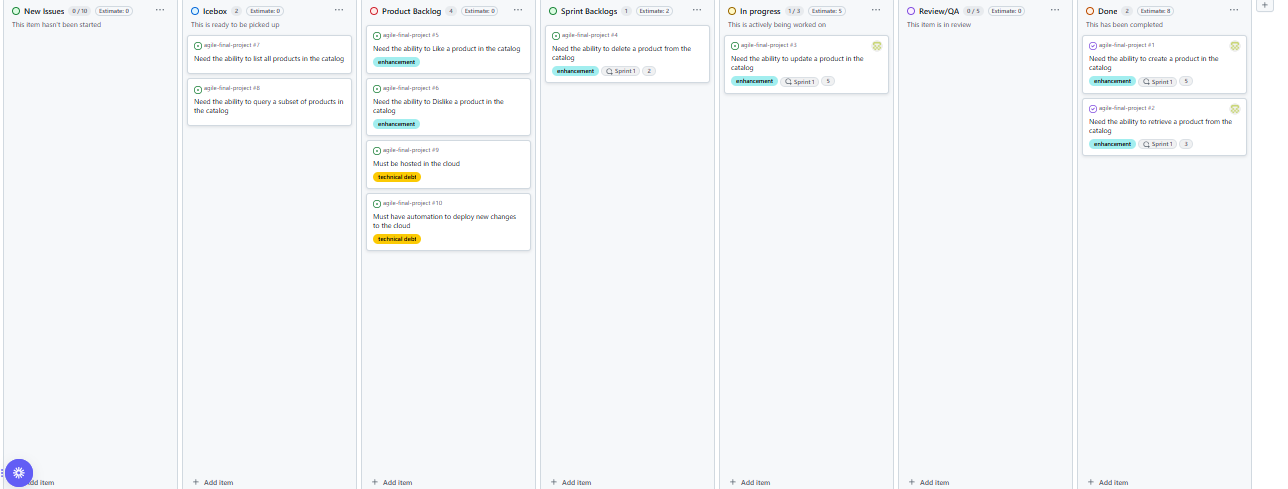 New Issues 0 / 10 Estimate: 0 ...
This item hasn't been started
Add item
Icebox 2 Estimate: 0 ...
This is ready to be picked up
agile-final-project #7
Need the ability to list all products in the catalog
agile-final-project #8
Need the ability to query a subset of products in
the catalog
+ Add item
Product Backlog 4 Estimate: 0 ...
agile-final-project #5
Need the ability to Like a product in the catalog
enhancement
agile-final-project #6
Need the ability to Dislike a product in the
catalog
enhancement
agile-final-project #9
Must be hosted in the cloud
technical debt
agile-final-project #10
Must have automation to deploy new changes
to the cloud
technical debt
+ Add item
Sprint Backlogs 1 Estimate: 2 ...
agile-final-project #4
Need the ability to delete a product from the
catalog
enhancement Sprint 1 2
+ Add item
In progress 1 / 3 Estimate: 5 ...
This is actively being worked on
agile-final-project #3
Need the ability to update a product in the
catalog
enhancement Sprint 1 5
+ Add item
Review/QA 0 / 5 Estimate: 0 ...
This item is in review
+ Add item
Done 2 Estimate: 8 ...
This has been completed
agile-final-project #1
Need the ability to create a product in the
catalog
enhancement Sprint 1 5
agile-final-project #2
Need the ability to retrieve a product from the
catalog
enhancement Sprint 1 3
+ Add item
+